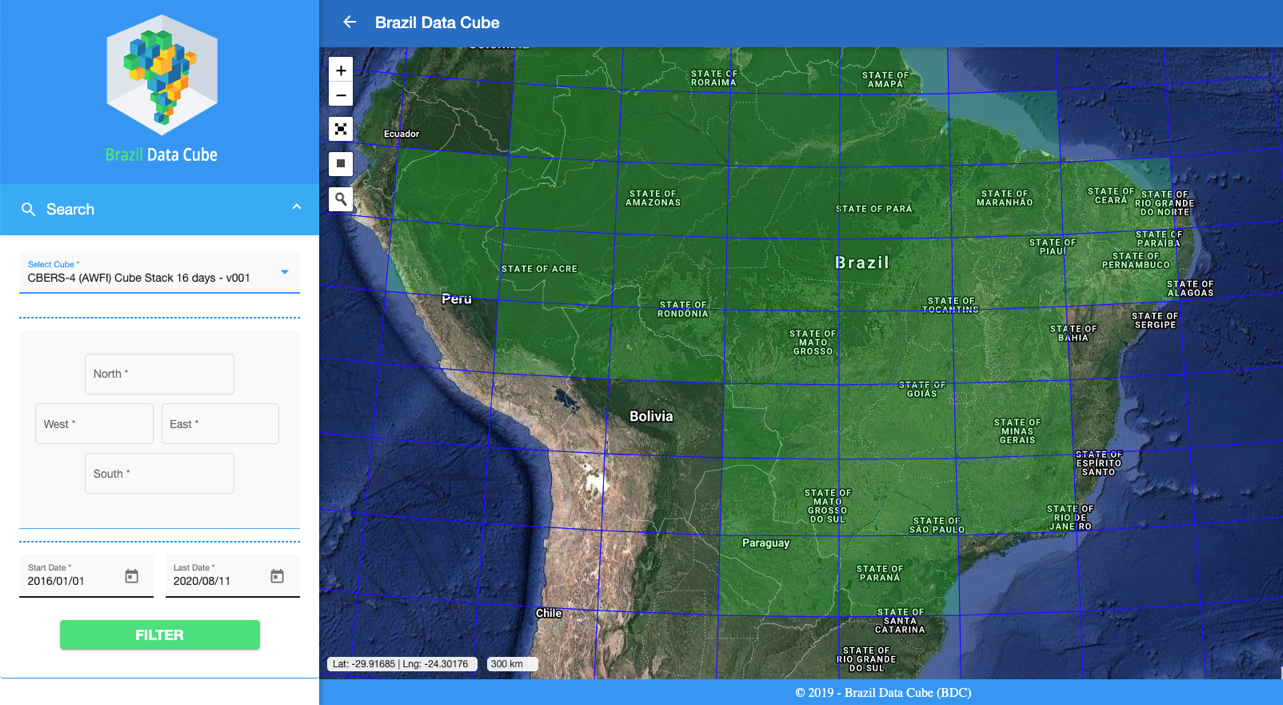 Brazil Data Cube
Search
Select Cube *
CBERS-4 (AWFI) Cube Stack 16 days - v001
North *
West *
East *
South *
Start Date *
2016/01/01
Last Date *
2020/08/11
FILTER
Brazil Data Cube
+
−
STATE OF
RORAIMA
STATE OF
AMAPÁ
Ecuador
STATE OF
AMAZONAS
STATE OF PARÁ
STATE OF
MARANHÃO
STATE OF
CEARÁ
STATE OF
RIO GRANDE
DO NORTE
STATE OF
PARAÍBA
STATE OF
PIAUÍ
STATE OF
PERNAMBUCO
STATE OF ACRE
Brazil
STATE OF
ALAGOAS
Peru
STATE OF
RONDÔNIA
STATE OF
TOCANTINS
STATE OF
SERGIPE
STATE OF
BAHIA
STATE OF
MATO
GROSSO
STATE OF
GOIÁS
Bolivia
STATE OF
MINAS
GERAIS
STATE OF
ESPÍRITO
SANTO
STATE OF
MATO
GROSSO
DO SUL
STATE OF
RIO DE
JANEIRO
STATE OF
SÃO PAULO
Paraguay
STATE OF
PARANÁ
Chile
STATE OF
SANTA
CATARINA
STATE OF
RIO GRANDE
DO SUL
Lat: -29.91685 | Lng: -24.30176
300 km
© 2019 - Brazil Data Cube (BDC)